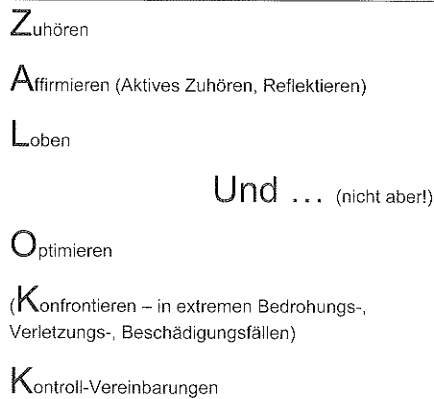 Zuhören
Affirmieren (Aktives Zuhören, Reflektieren)
Loben
Und ... (nicht aber!)
Optimieren
(Konfrontieren – in extremen Bedrohungs-,
Verletzungs-, Beschädigungsfällen)
Kontroll-Vereinbarungen